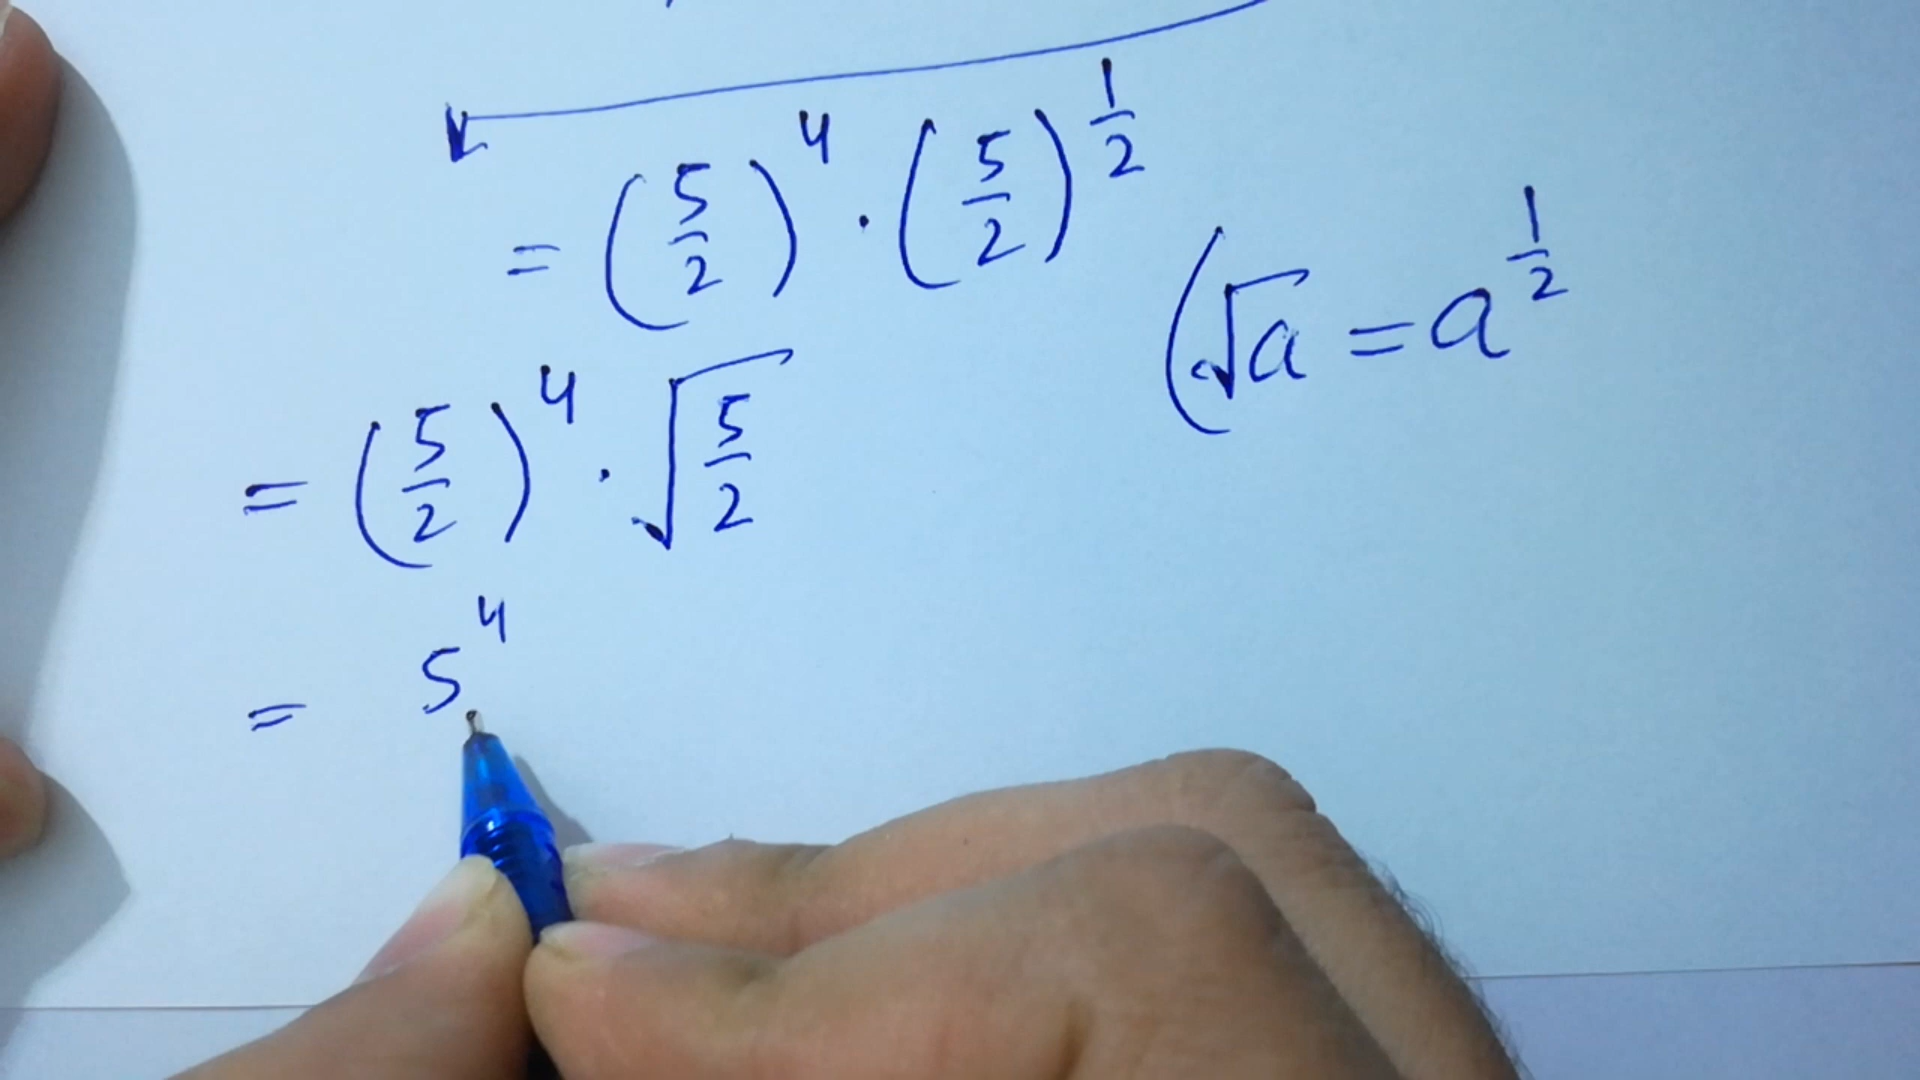 = (5/2)^4 · (5/2)^1/2
(√a = a^1/2
= (5/2)^4 · √5/2
= 5^4